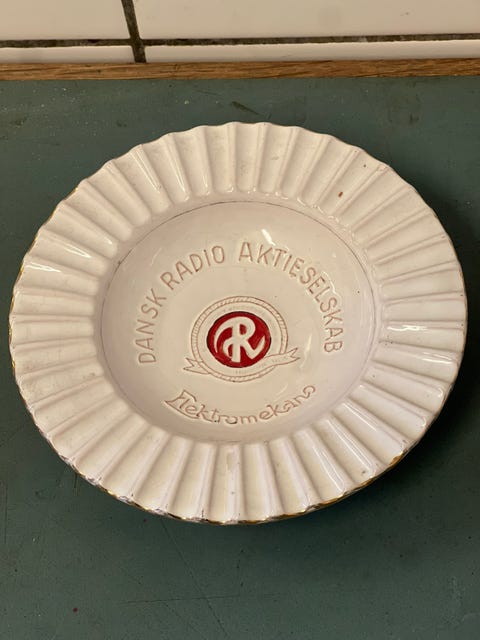 DANSK RADIO AKTIESELSKAB
R
Elektromekano